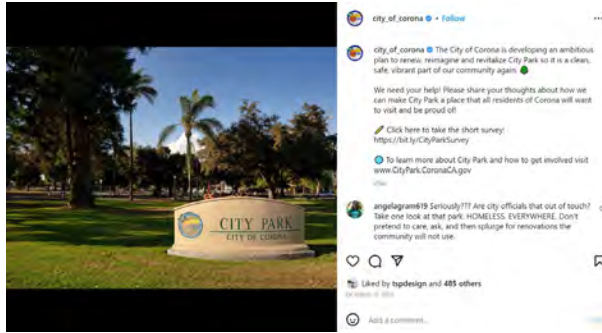 city_of_corona • Follow
...
city_of_corona The City of Corona is developing an ambitious
plan to renew, reimagine and revitalize City Park so it is a clean,
safe, vibrant part of our community again.
We need your help! Please share your thoughts about how we
can make City Park a place that all residents of Corona will want
to visit and be proud of!
Click here to take the short survey:
https://bit.ly/CityParkSurvey
To learn more about City Park and how to get involved visit
www.CityPark.CoronaCA.gov
angelagram619 Seriously??? Are city officials that out of touch?
Take one look at that park. HOMELESS. EVERYWHERE. Don't
pretend to care, ask, and then splurge for renovations the
community will not use.
Liked by tspdesign and 485 others
Add a comment...
CITY PARK
CITY OF CORONA